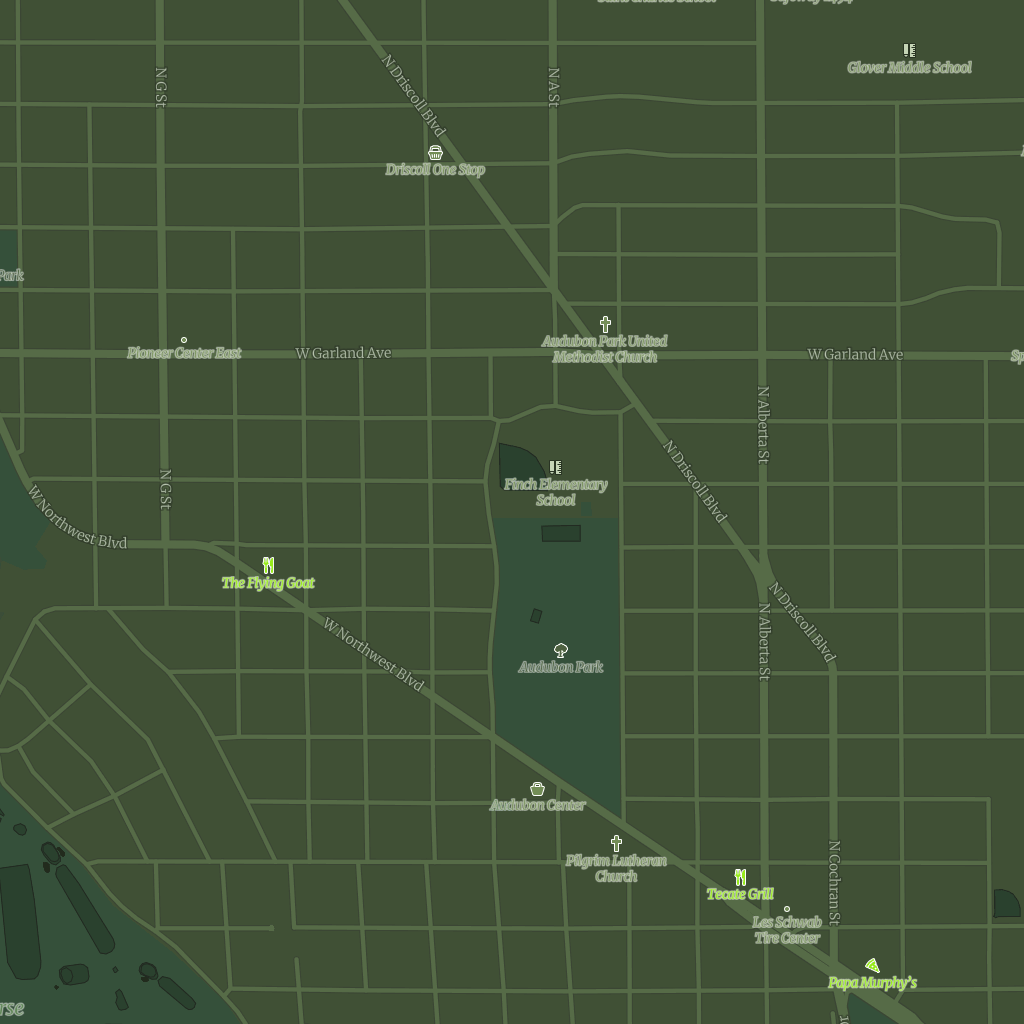 Glover Middle School
N G St
N Driscoll Blvd
N A St
Driscoll One Stop
Park
Audubon Park United
Methodist Church
Pioneer Center East
W Garland Ave
W Garland Ave
Sp
N Alberta St
N Driscoll Blvd
N G St
Finch Elementary
School
W Northwest Blvd
The Flying Goat
N Driscoll Blvd
N Alberta St
W Northwest Blvd
Audubon Park
Audubon Center
Pilgrim Lutheran
Church
N Cochran St
Tecate Grill
Les Schwab
Tire Center
Papa Murphy's
rse